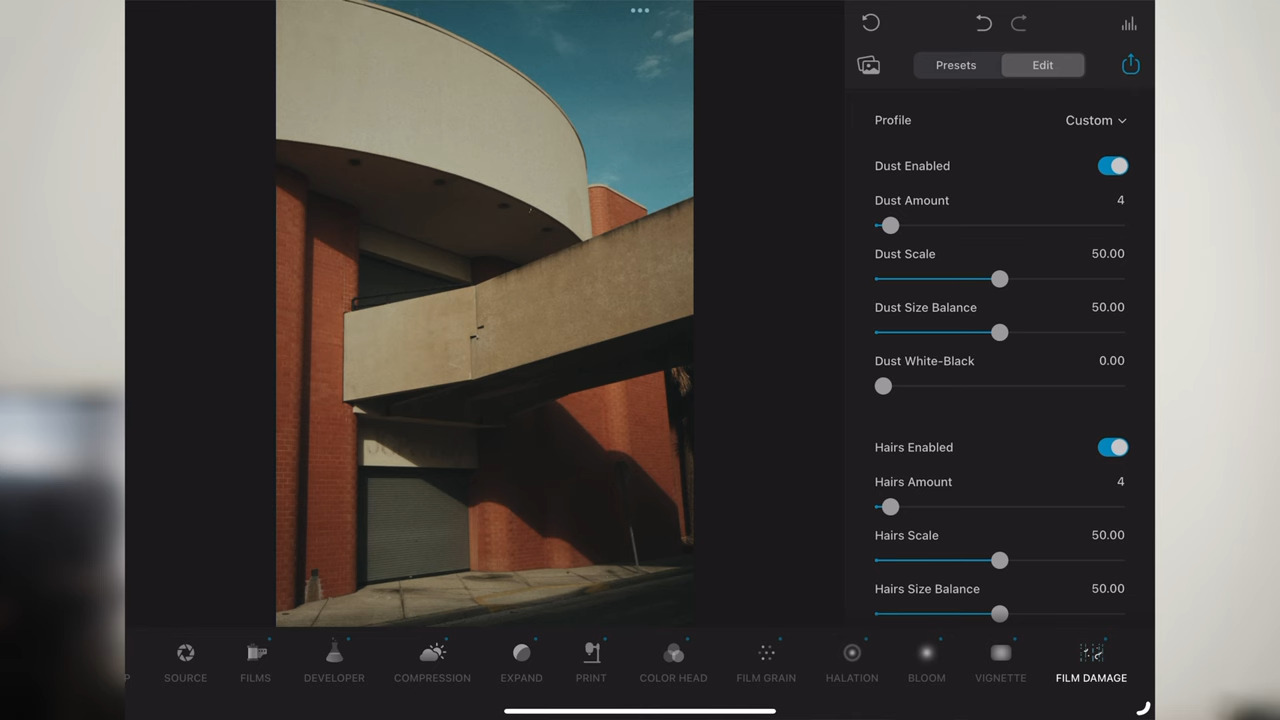 Presets
Edit
Profile
Custom
Dust Enabled
Dust Amount
4
Dust Scale
50.00
Dust Size Balance
50.00
Dust White-Black
0.00
Hairs Enabled
Hairs Amount
4
Hairs Scale
50.00
Hairs Size Balance
50.00
P
SOURCE
FILMS
DEVELOPER
COMPRESSION
EXPAND
PRINT
COLOR HEAD
FILM GRAIN
HALATION
BLOOM
VIGNETTE
FILM DAMAGE